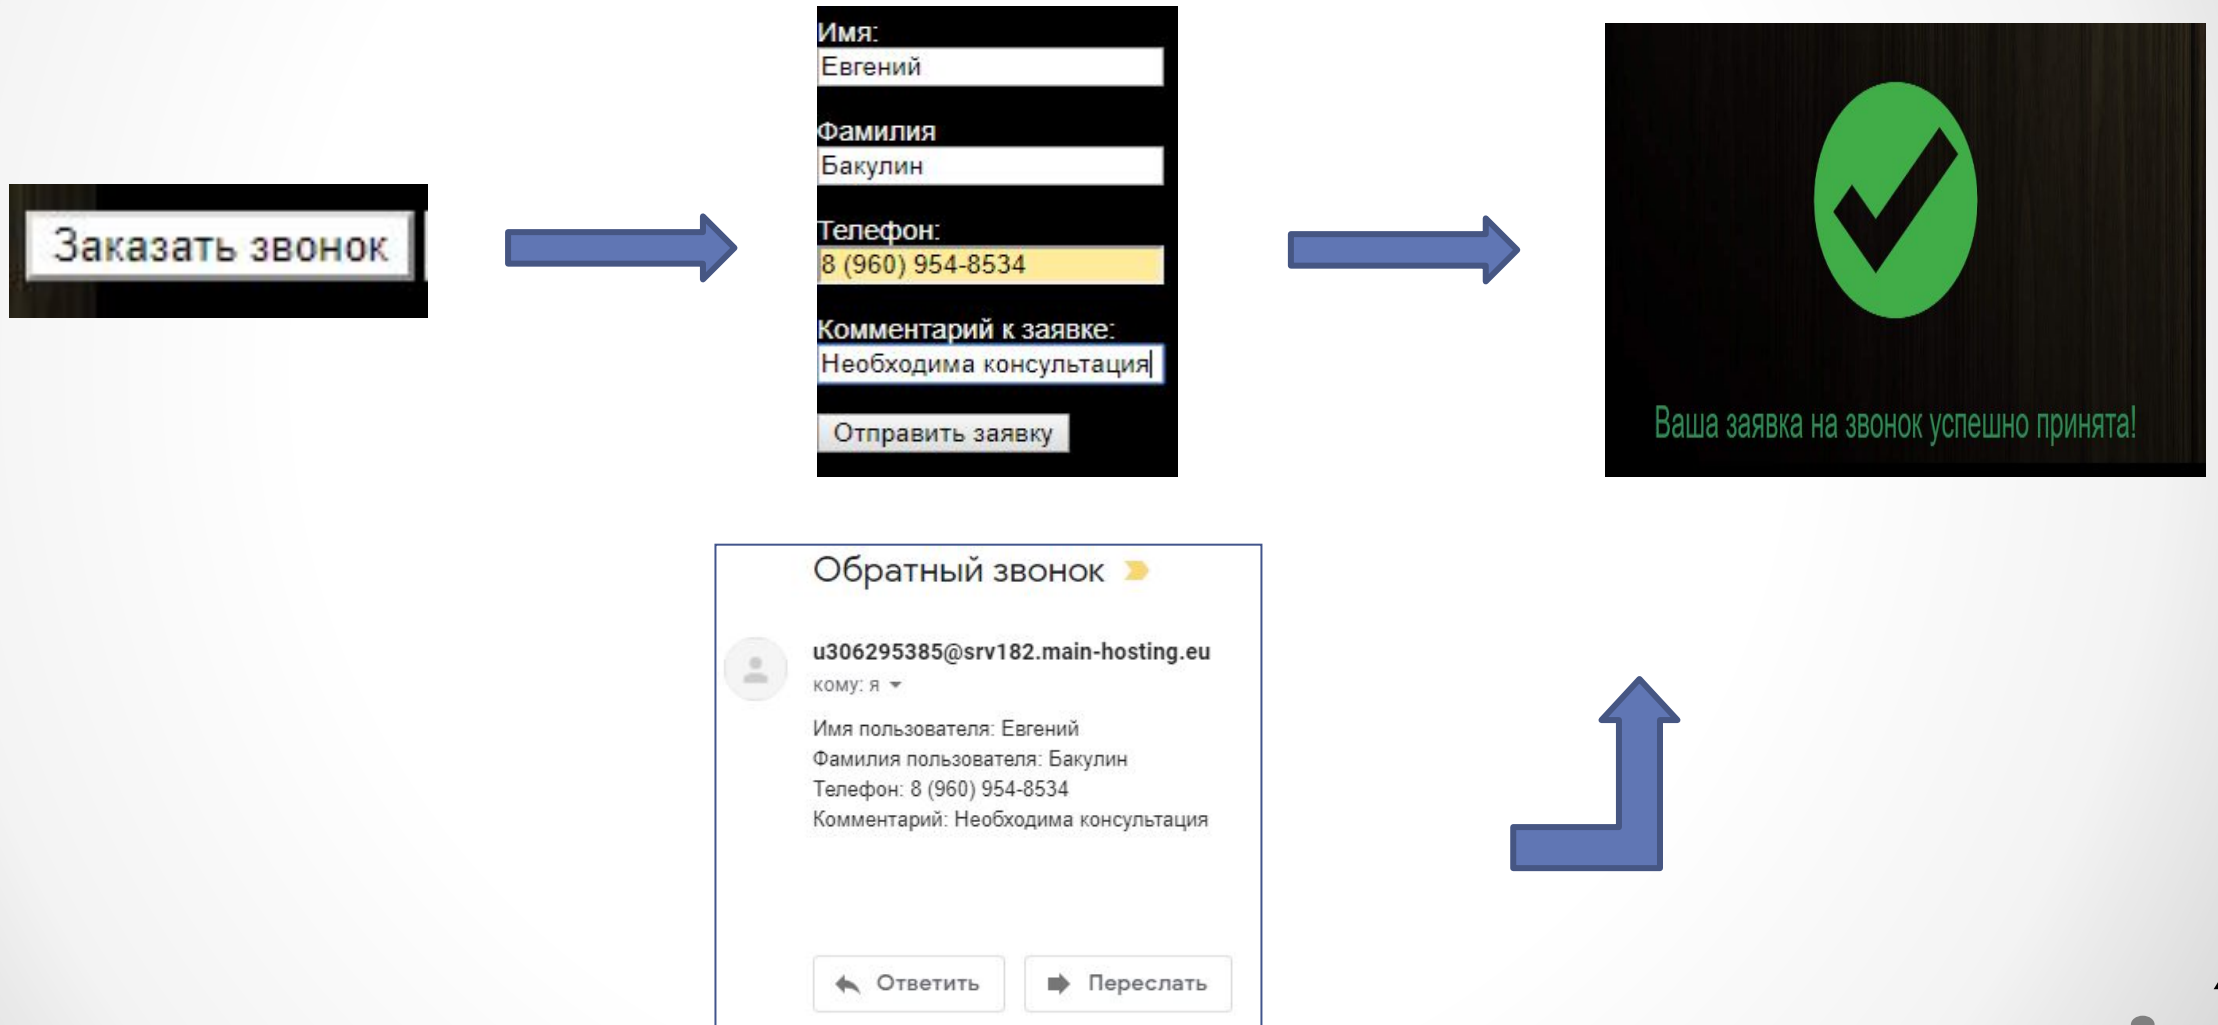 Заказать звонок
Имя:
Евгений
Фамилия
Бакулин
Телефон:
8 (960) 954-8534
Комментарий к заявке:
Необходима консультация
Отправить заявку
Ваша заявка на звонок успешно принята!
Обратный звонок
u306295385@srv182.main-hosting.eu
кому: я
Имя пользователя: Евгений
Фамилия пользователя: Бакулин
Телефон: 8 (960) 954-8534
Комментарий: Необходима консультация
Ответить
Переслать